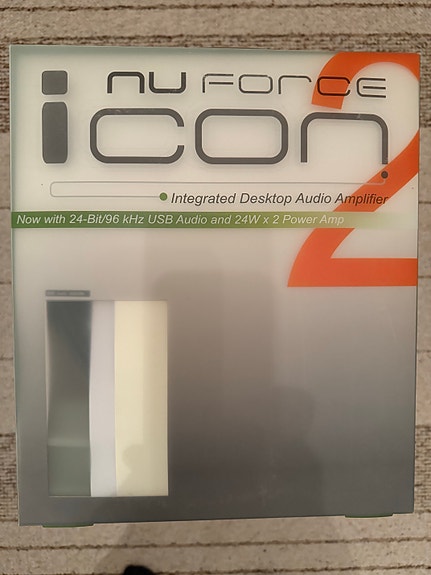 nu force
icon 2
Integrated Desktop Audio Amplifier
Now with 24-Bit/96 kHz USB Audio and 24W x 2 Power Amp